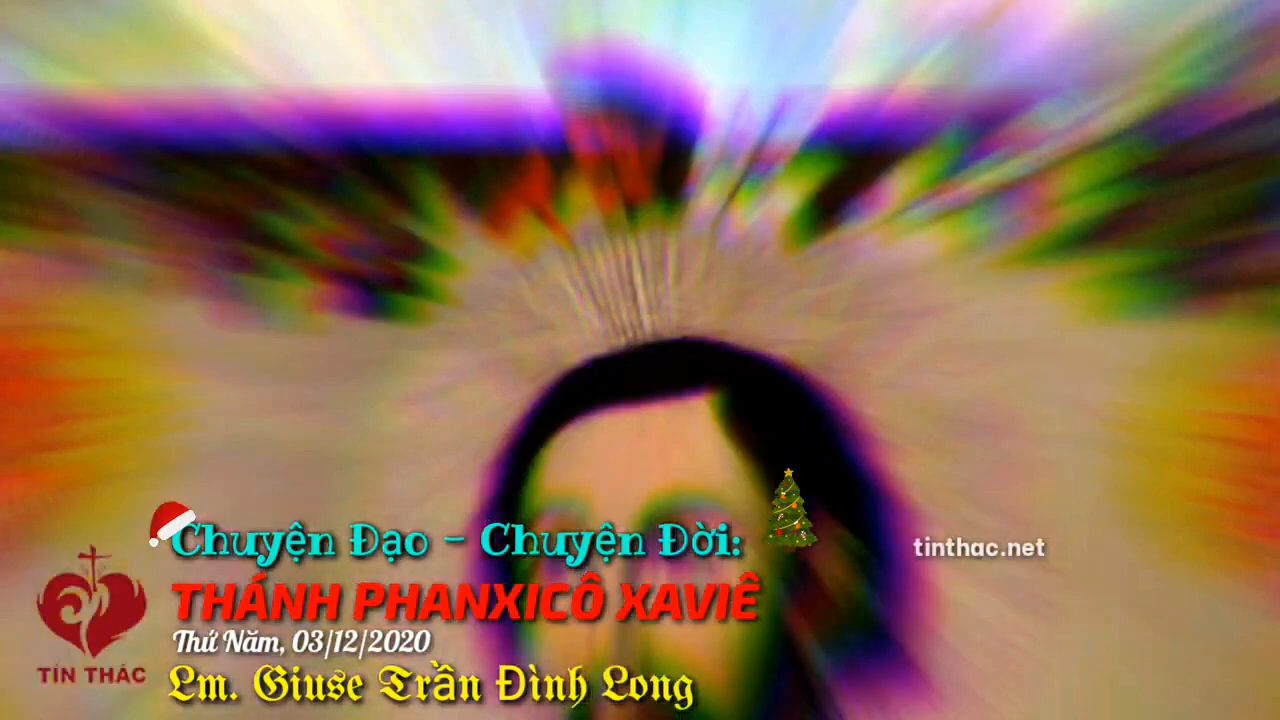 Chuyện Đạo - Chuyện Đời:
tinthac.net
THÁNH PHANXICÔ XAVIÊ
Thứ Năm, 03/12/2020
TÍN THÁC
Lm. Giuse Trần Đình Long